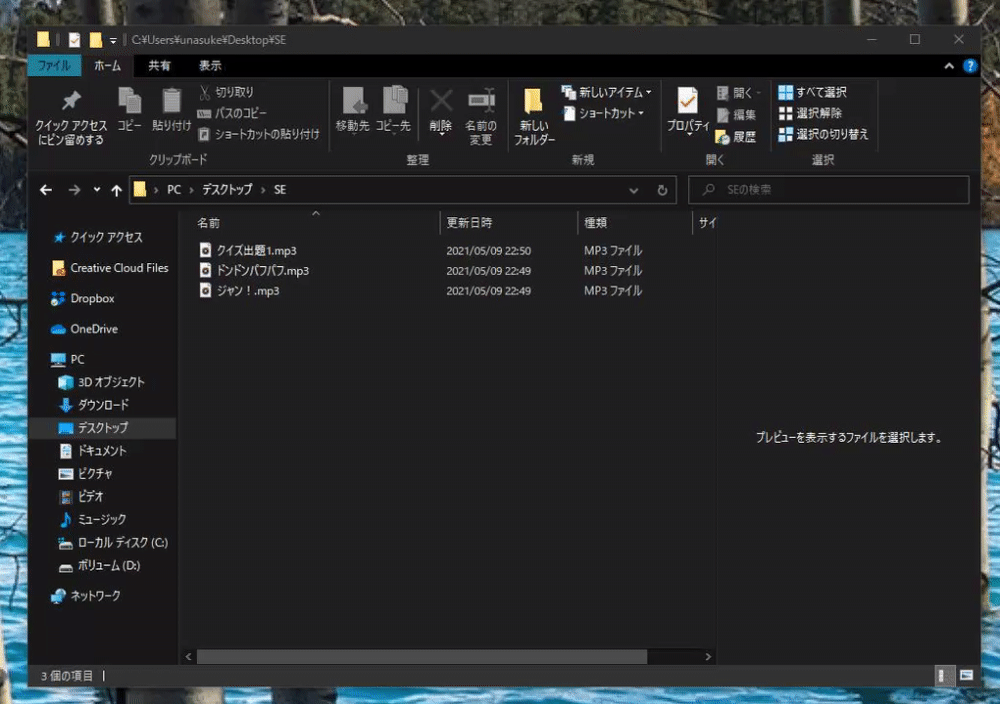 C:¥Users¥unasuke¥Desktop¥SE
ファイル ホーム 共有 表示
クイック アクセス
にピン留めする
コピー
貼り付け
切り取り
パスのコピー
ショートカットの貼り付け
クリップボード
移動先
コピー先
削除
名前の
変更
整理
新しい
フォルダー
新しいアイテム
ショートカット
新規
プロパティ
開く
編集
履歴
開く
すべて選択
選択解除
選択の切り替え
選択
PC › デスクトップ › SE
SEの検索
クイック アクセス
Creative Cloud Files
Dropbox
OneDrive
PC
3D オブジェクト
ダウンロード
デスクトップ
ドキュメント
ピクチャ
ビデオ
ミュージック
ローカル ディスク (C:)
ボリューム (D:)
ネットワーク
名前 更新日時 種類 サイ
クイズ出題1.mp3 2021/05/09 22:50 MP3 ファイル
ドンドンパフパフ.mp3 2021/05/09 22:49 MP3 ファイル
ジャン！.mp3 2021/05/09 22:49 MP3 ファイル
プレビューを表示するファイルを選択します。
3 個の項目